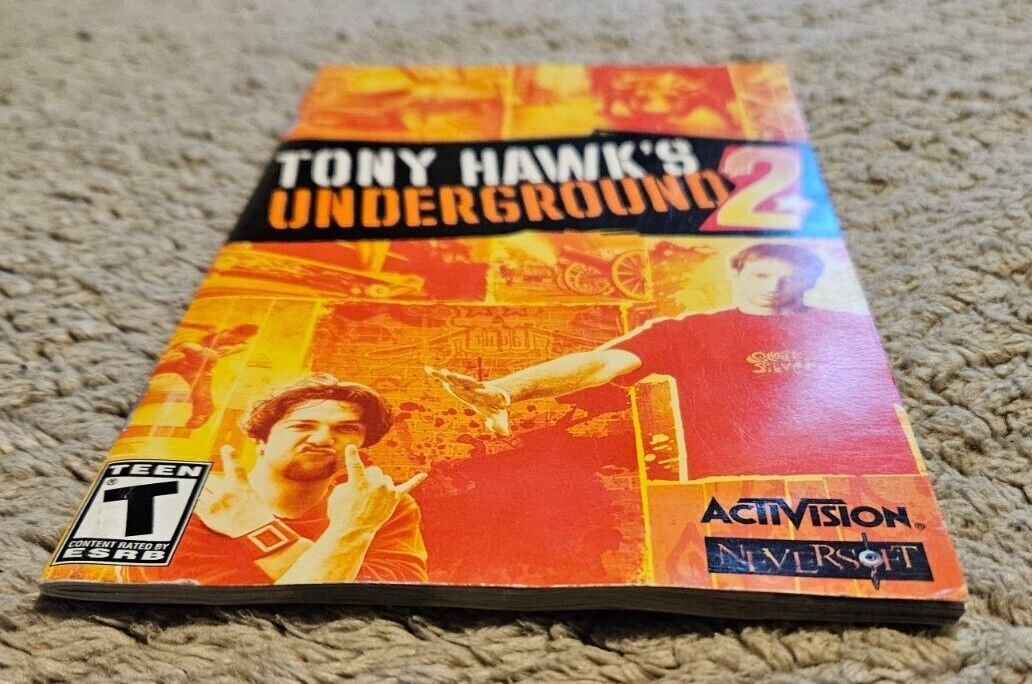 TONY HAWK'S
UNDERGROUND 2
TEEN
T
®
CONTENT RATED BY
ESRB
ACTIVISION®
NEVERSOFT